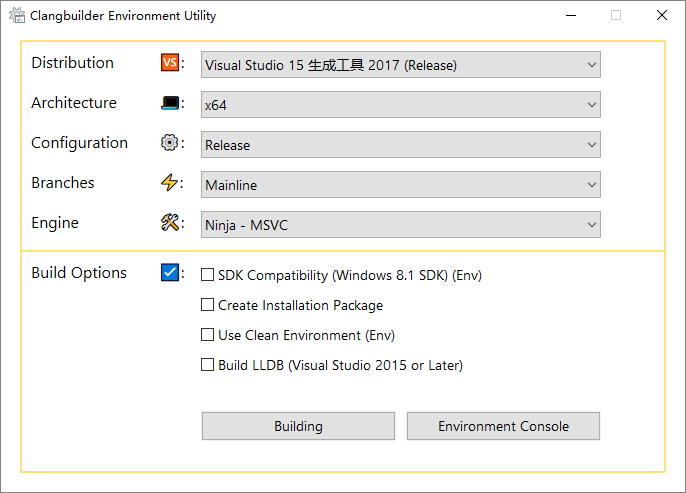 Clangbuilder Environment Utility
Distribution VS : Visual Studio 15 生成工具 2017 (Release)
Architecture : x64
Configuration : Release
Branches : Mainline
Engine : Ninja - MSVC
Build Options : SDK Compatibility (Windows 8.1 SDK) (Env)
Create Installation Package
Use Clean Environment (Env)
Build LLDB (Visual Studio 2015 or Later)
Building Environment Console